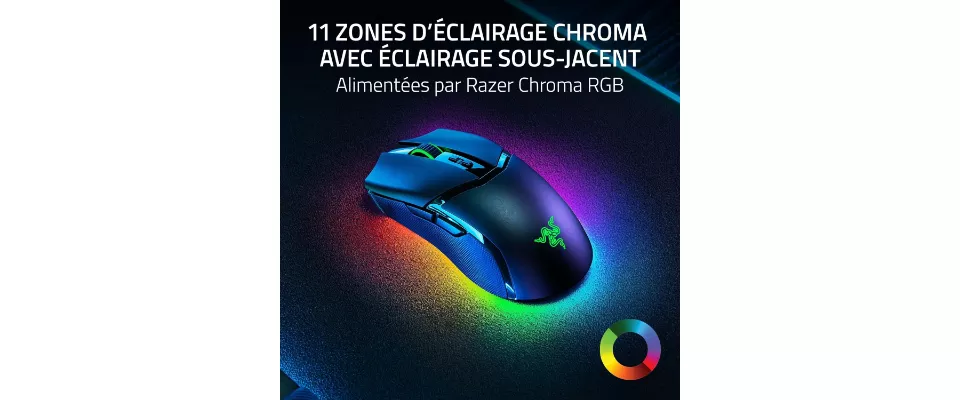 11 ZONES D’ÉCLAIRAGE CHROMA
AVEC ÉCLAIRAGE SOUS-JACENT
Alimentées par Razer Chroma RGB